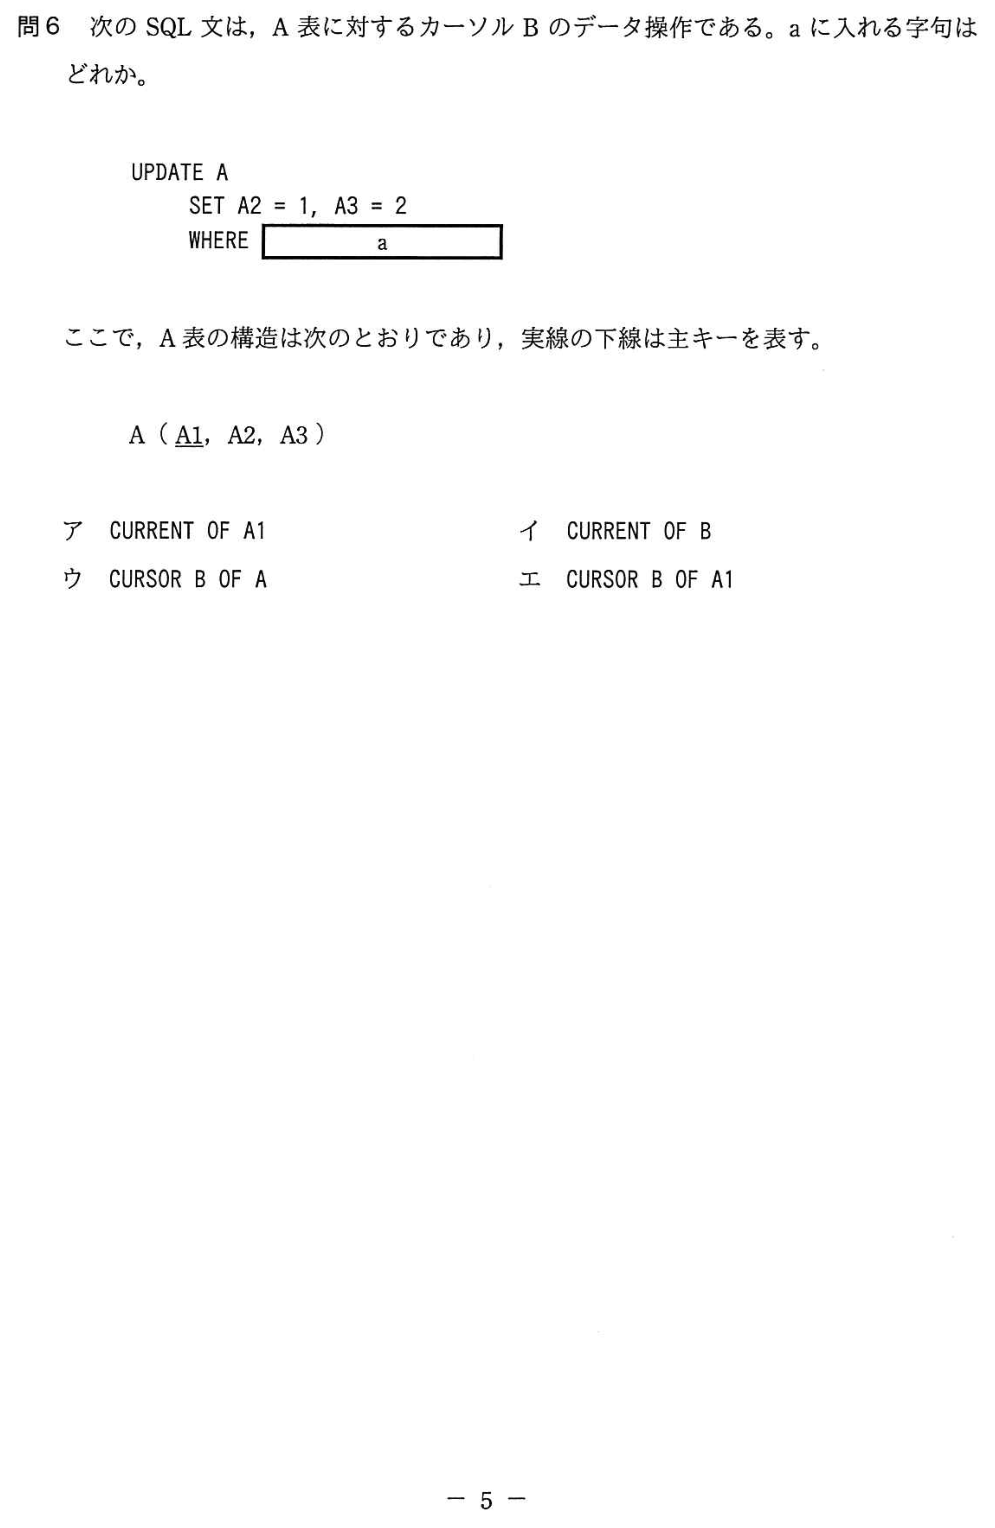 問6 次の SQL 文は，A 表に対するカーソル B のデータ操作である。a に入れる字句は
どれか。
UPDATE A
SET A2 = 1, A3 = 2
WHERE a
ここで，A 表の構造は次のとおりであり，実線の下線は主キーを表す。
A（A1，A2，A3）
ア CURRENT OF A1 イ CURRENT OF B
ウ CURSOR B OF A エ CURSOR B OF A1
－ 5 －